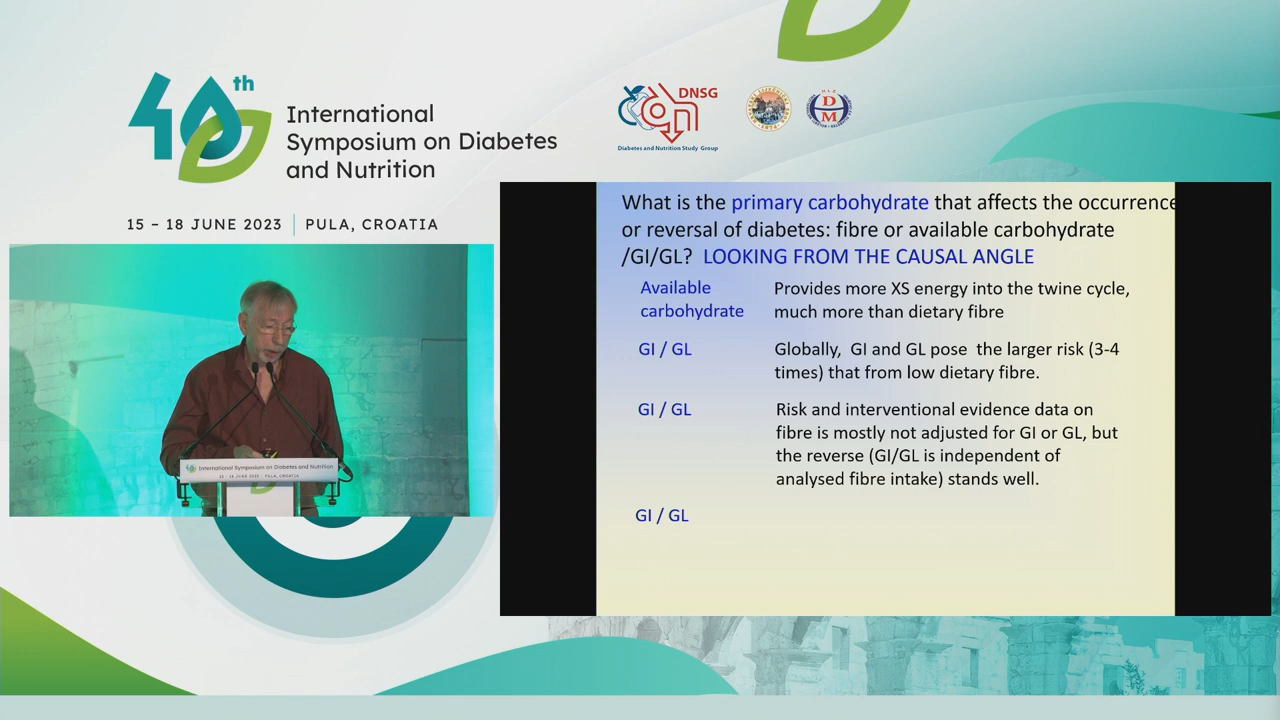 40th
International
Symposium on Diabetes
and Nutrition
15 – 18 JUNE 2023 | PULA, CROATIA
DNSG
Diabetes and Nutrition Study Group
D
M
What is the primary carbohydrate that affects the occurrence
or reversal of diabetes: fibre or available carbohydrate
/GI/GL? LOOKING FROM THE CAUSAL ANGLE
Available
carbohydrate
Provides more XS energy into the twine cycle,
much more than dietary fibre
GI / GL
Globally, GI and GL pose the larger risk (3-4
times) that from low dietary fibre.
GI / GL
Risk and interventional evidence data on
fibre is mostly not adjusted for GI or GL, but
the reverse (GI/GL is independent of
analysed fibre intake) stands well.
GI / GL
International Symposium on Diabetes and Nutrition
15 – 18 JUNE 2023 | PULA, CROATIA